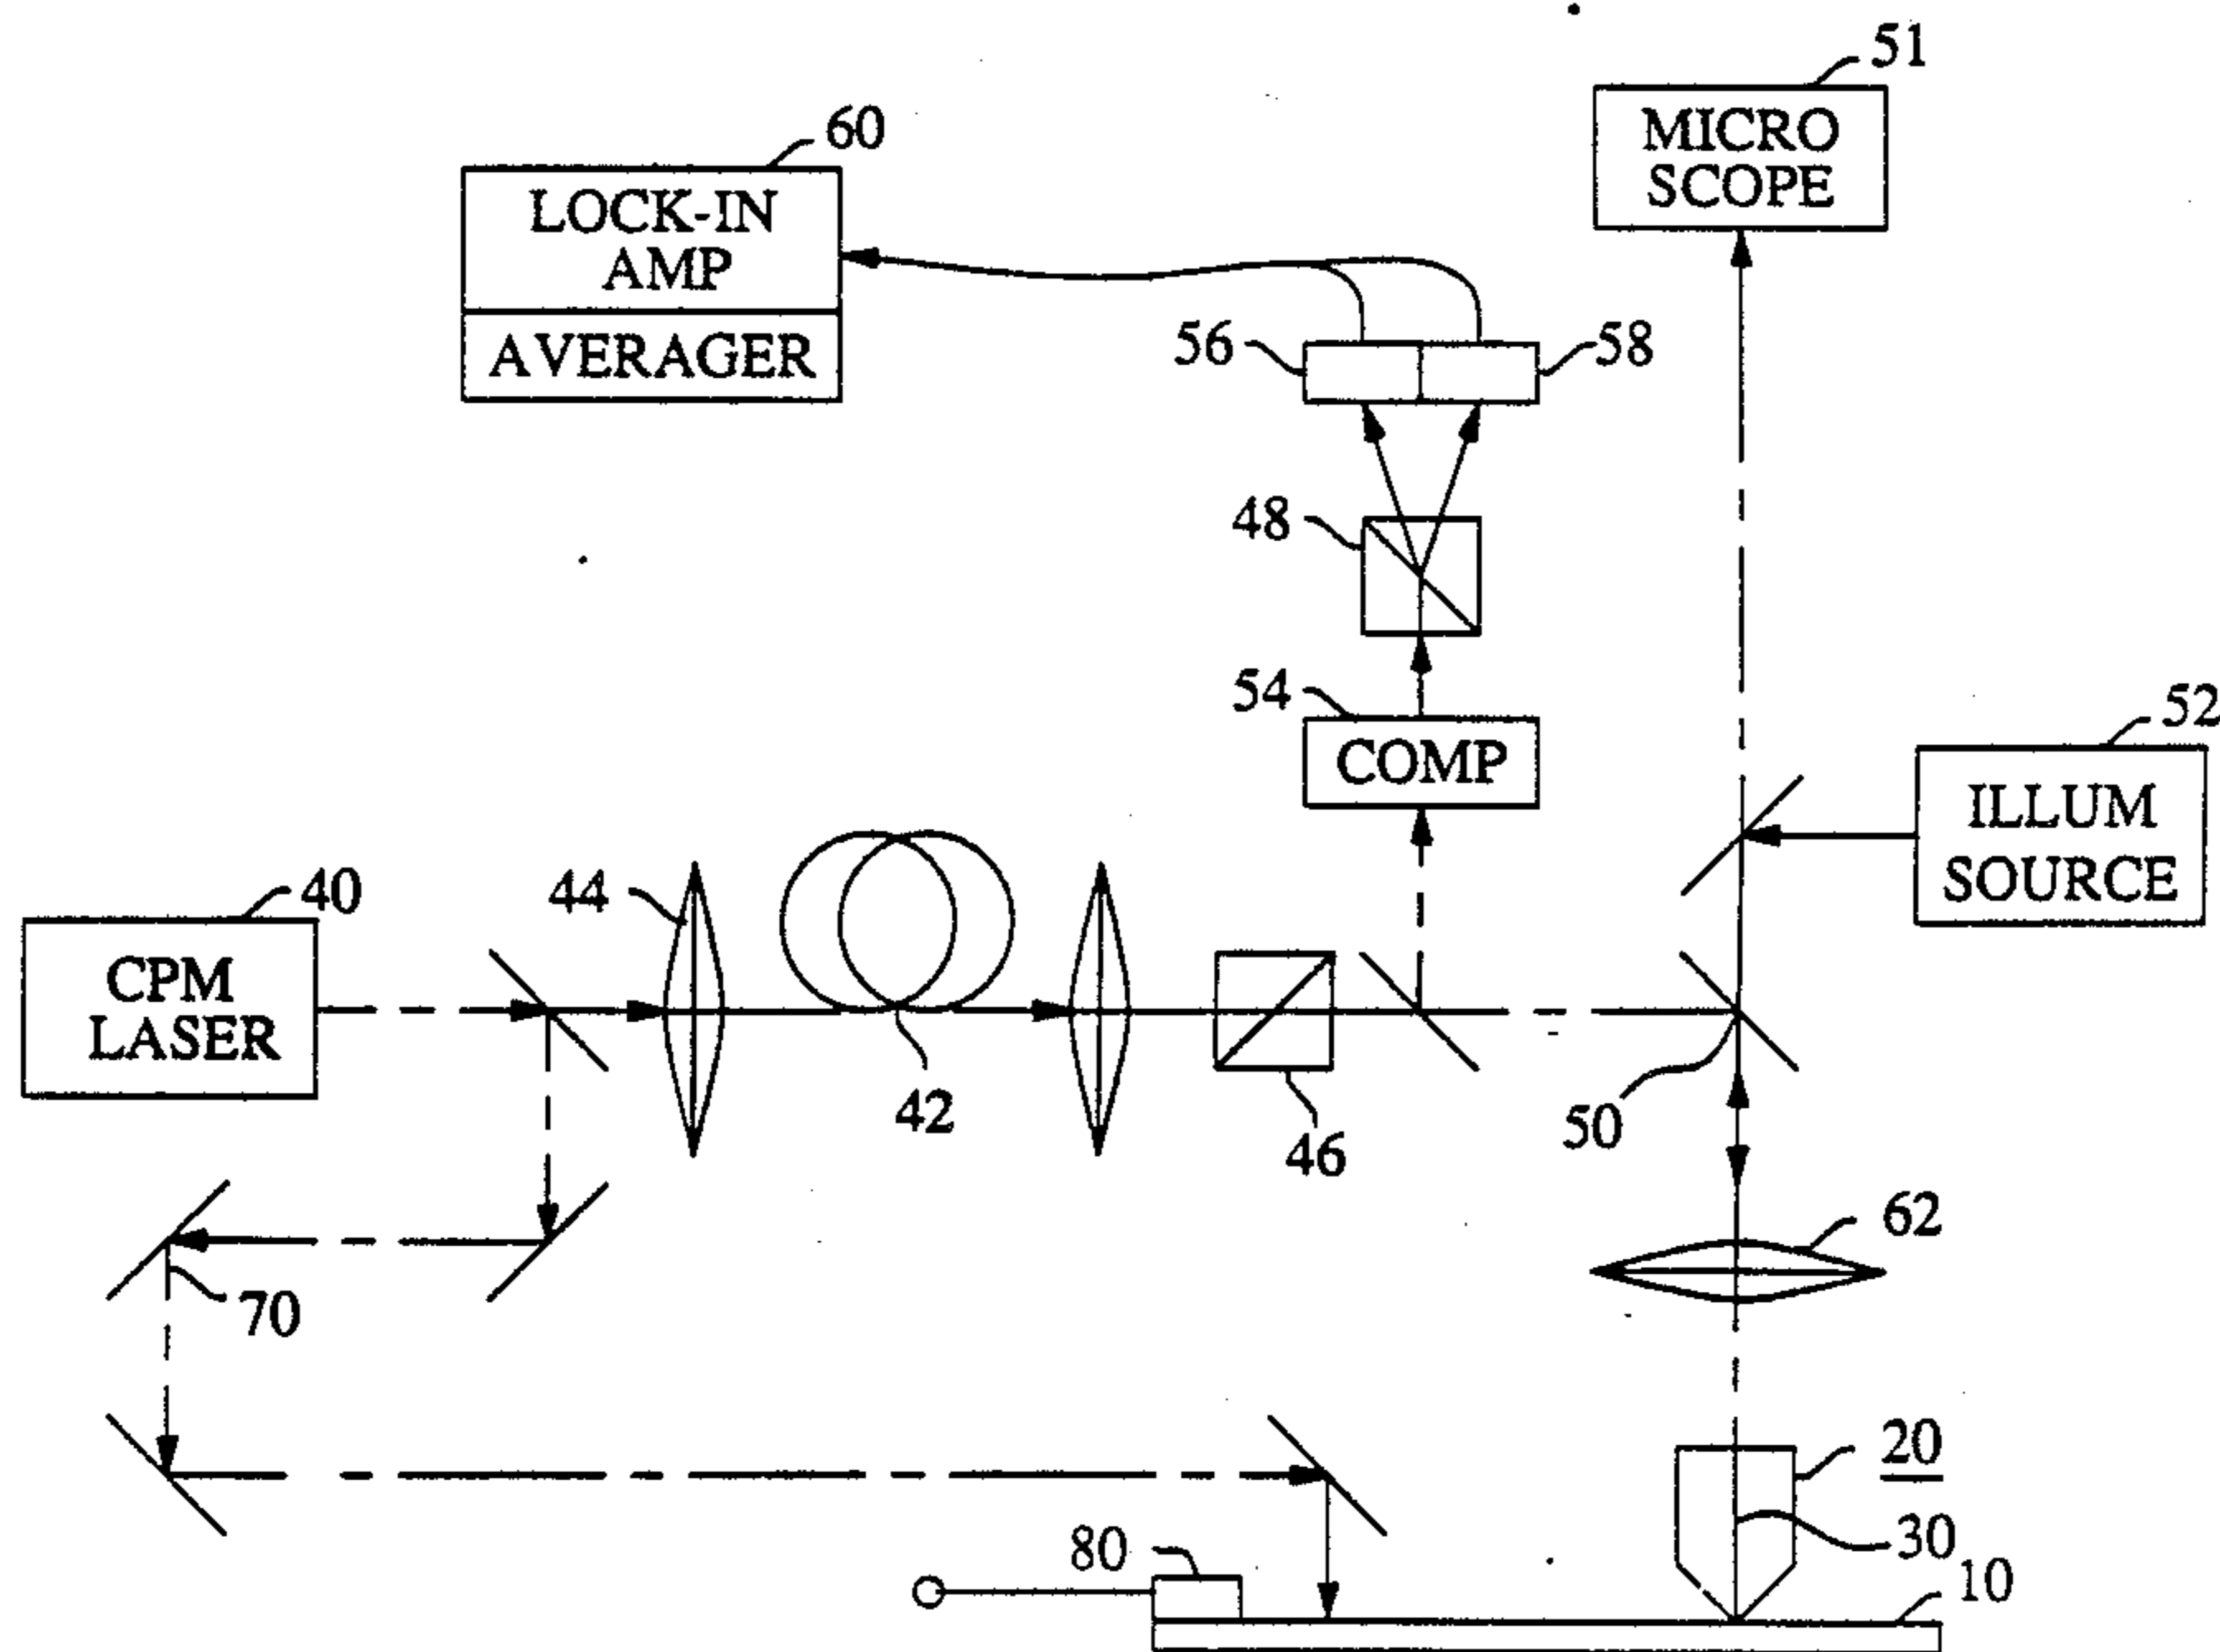 51
MICRO
SCOPE
60
LOCK-IN
AMP
AVERAGER
56
58
48
54
COMP
52
ILLUM
SOURCE
40
CPM
LASER
44
42
46
50
62
70
20
30
10
80